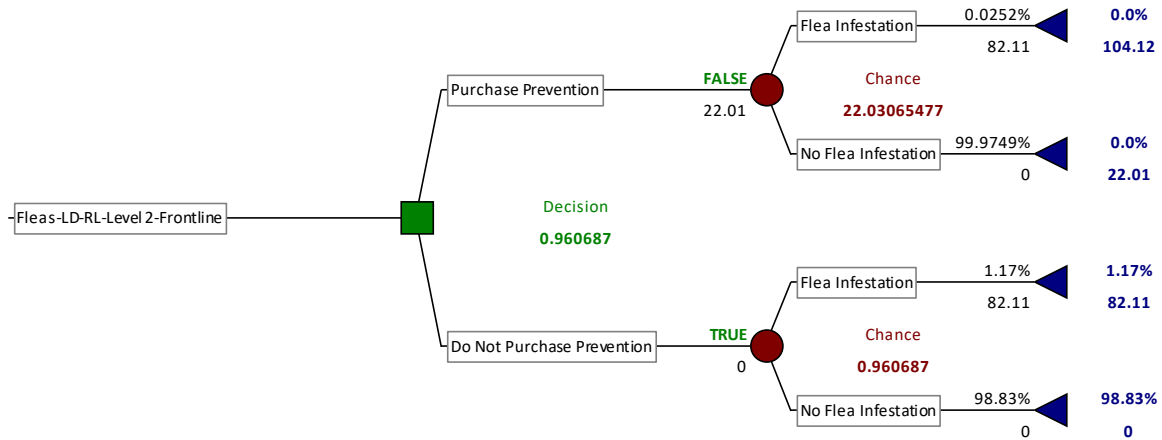 0.0252% 0.0%
Flea Infestation
82.11 104.12
FALSE Chance
Purchase Prevention
22.01 22.03065477
99.9749% 0.0%
No Flea Infestation
0 22.01
Decision
Fleas-LD-RL-Level 2-Frontline
0.960687
1.17% 1.17%
Flea Infestation
82.11 82.11
TRUE Chance
Do Not Purchase Prevention
0 0.960687
98.83% 98.83%
No Flea Infestation
0 0